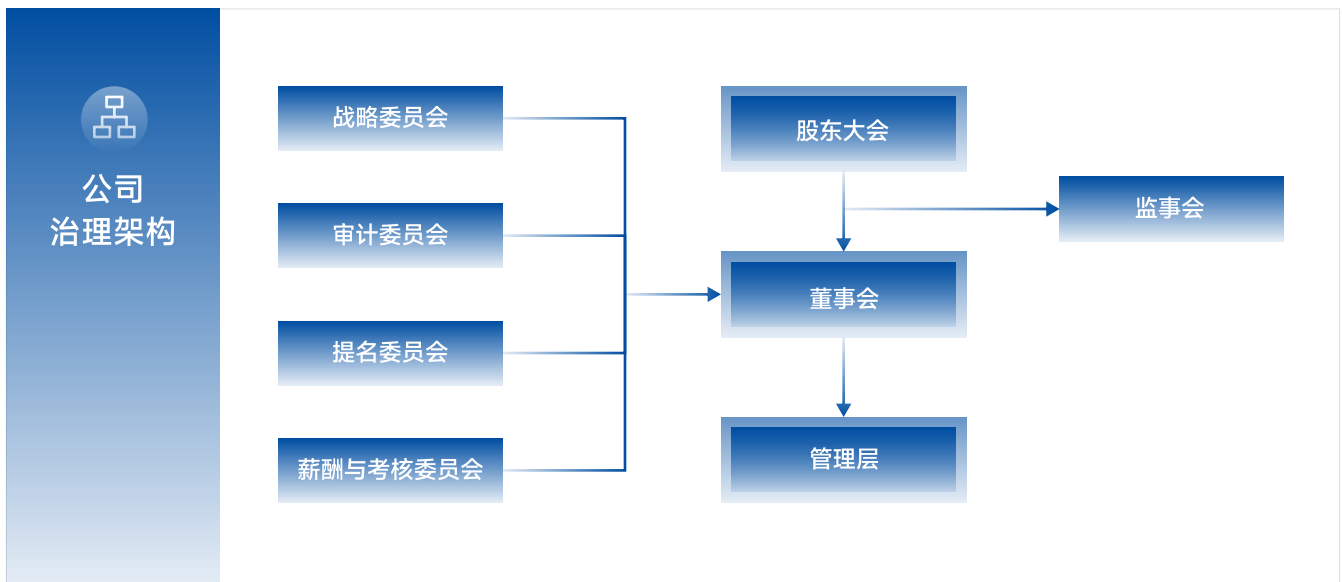 公司
治理架构
战略委员会
审计委员会
提名委员会
薪酬与考核委员会
股东大会
董事会
管理层
监事会